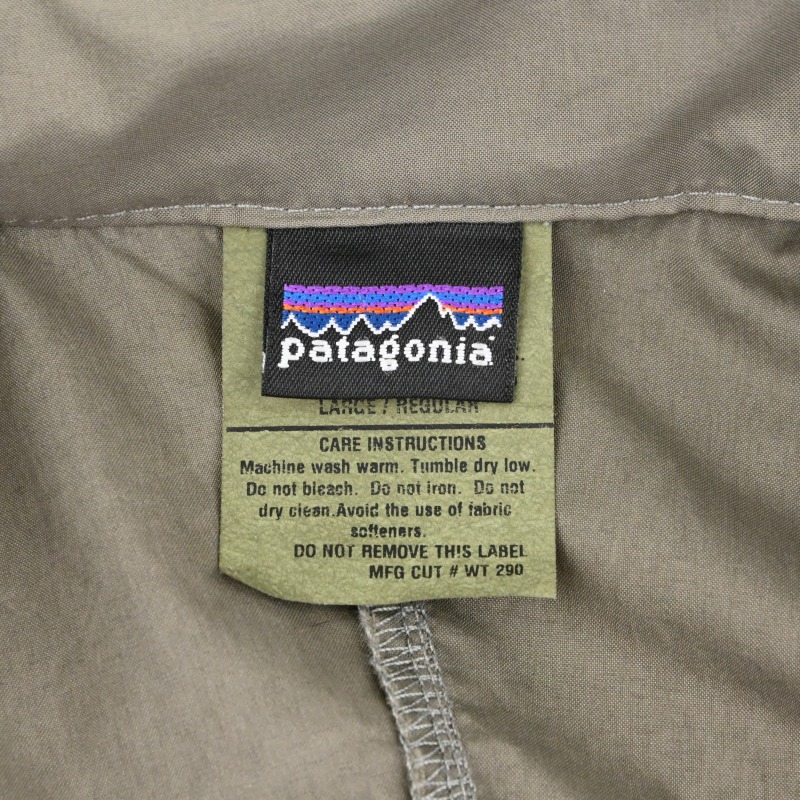 patagonia
LARGE / REGULAR
CARE INSTRUCTIONS
Machine wash warm. Tumble dry low.
Do not bleach. Do not iron. Do not
dry clean.Avoid the use of fabric
softeners.
DO NOT REMOVE THIS LABEL
MFG CUT # WT 290